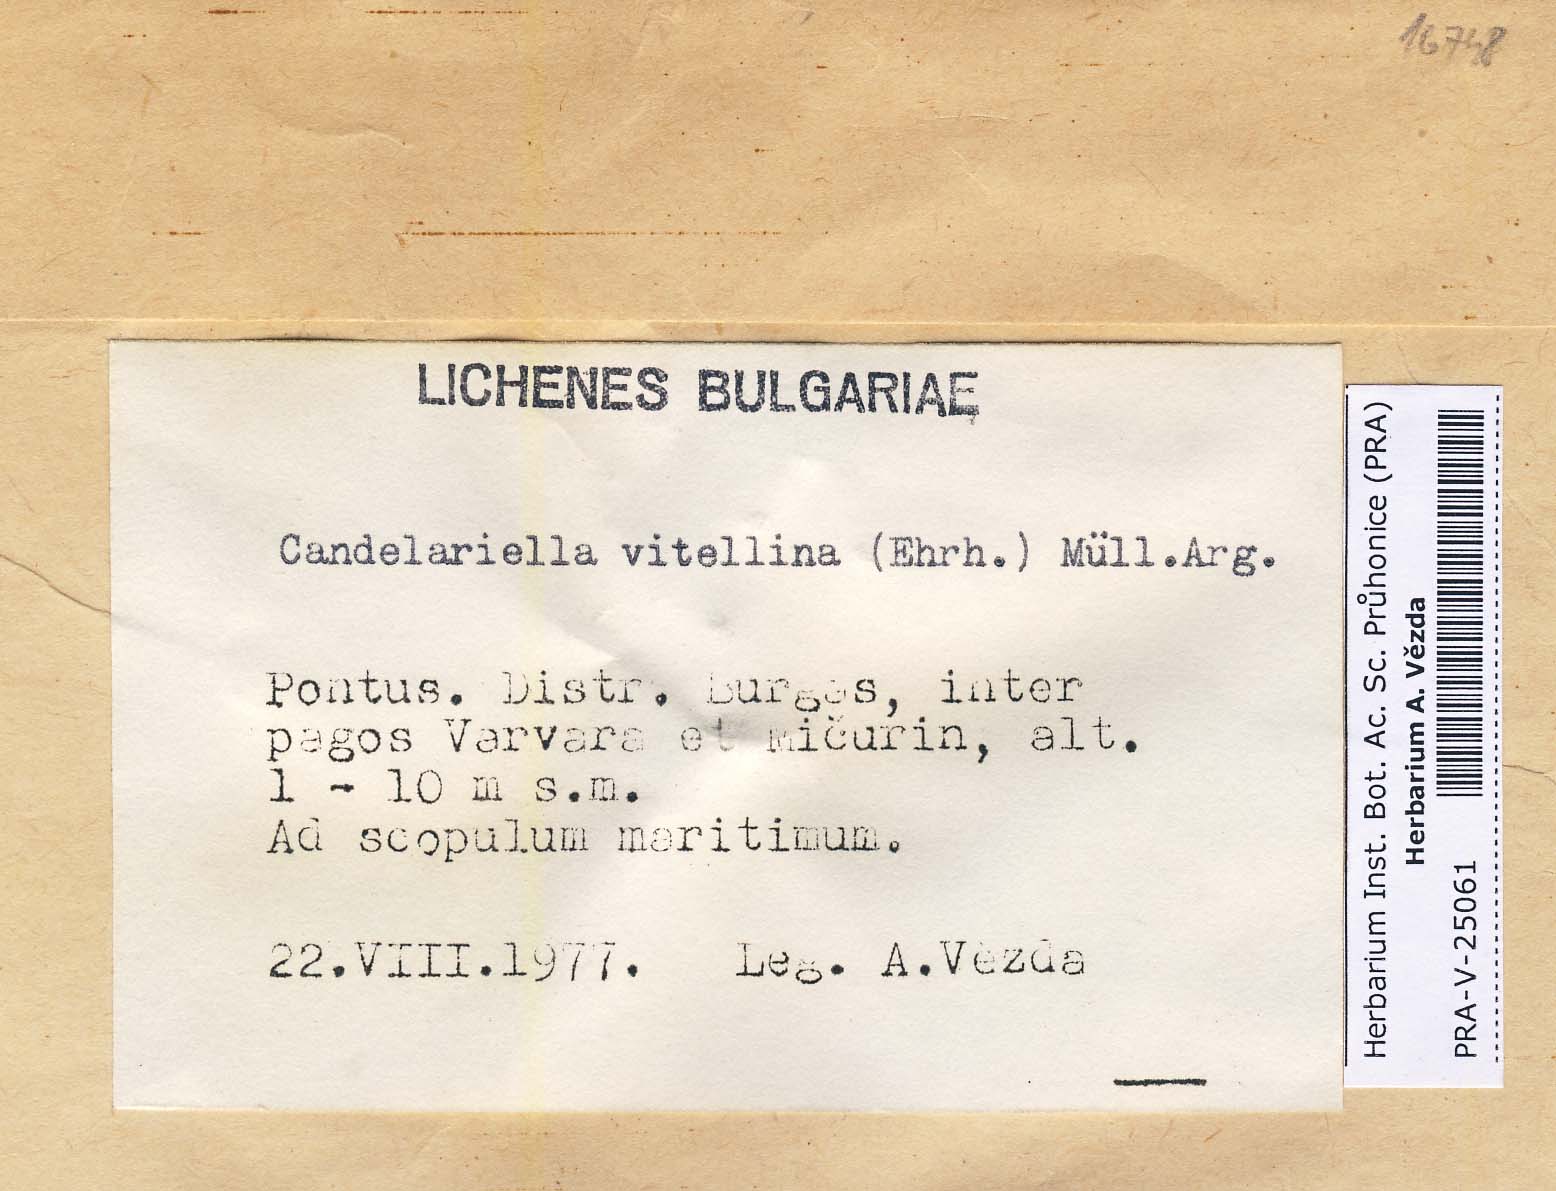 16748
LICHENES BULGARIAE
Candelariella vitellina (Ehrh.) Müll.Arg.
Pontus. Distr. Burgas, inter
pagos Varvara et Mičurin, alt.
1 - 10 m s.m.
Ad scopulum maritimum.
22.VIII.1977. Leg. A.Vězda
Herbarium Inst. Bot. Ac. Sc. Průhonice (PRA)
Herbarium A. Vězda
PRA-V-25061